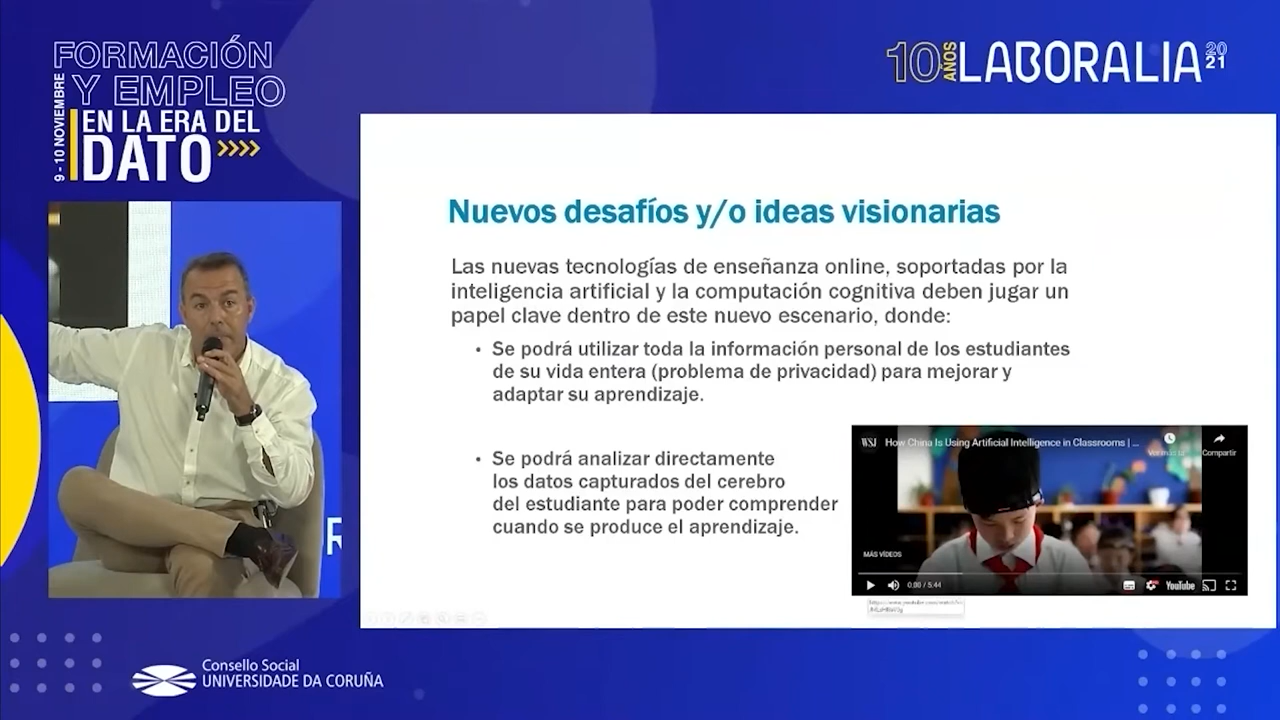 FORMACIÓN
Y EMPLEO
EN LA ERA DEL
DATO
9 - 10 NOVIEMBRE
10 AÑOS LABORALIA 2021
Nuevos desafíos y/o ideas visionarias
Las nuevas tecnologías de enseñanza online, soportadas por la
inteligencia artificial y la computación cognitiva deben jugar un
papel clave dentro de este nuevo escenario, donde:
• Se podrá utilizar toda la información personal de los estudiantes
de su vida entera (problema de privacidad) para mejorar y
adaptar su aprendizaje.
• Se podrá analizar directamente
los datos capturados del cerebro
del estudiante para poder comprender
cuando se produce el aprendizaje.
WSJ How China Is Using Artificial Intelligence in Classrooms | ...
Compartir
MÁS VÍDEOS
0:00 / 5:44
YouTube
R
Consello Social
UNIVERSIDADE DA CORUÑA